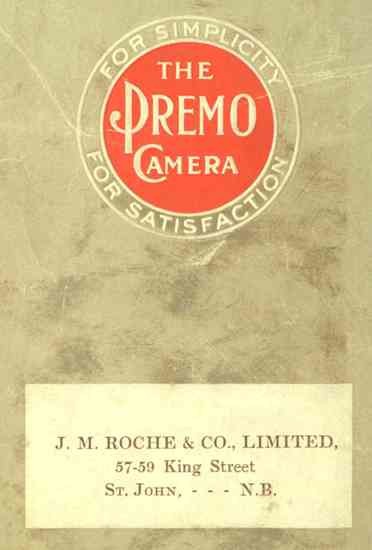 FOR SIMPLICITY
THE
PREMO
CAMERA
FOR SATISFACTION
J. M. ROCHE & CO., LIMITED,
57-59 King Street
ST. JOHN, - - - N.B.